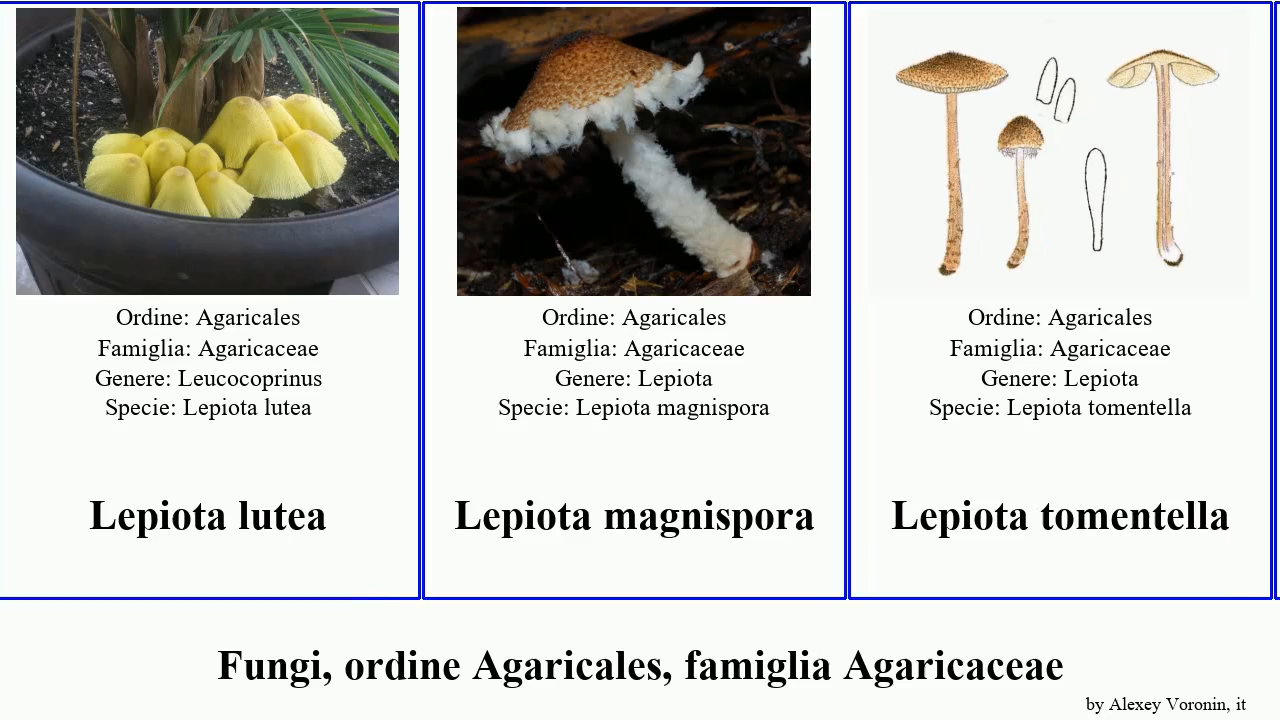 Ordine: Agaricales
Famiglia: Agaricaceae
Genere: Leucocoprinus
Specie: Lepiota lutea
Lepiota lutea
Ordine: Agaricales
Famiglia: Agaricaceae
Genere: Lepiota
Specie: Lepiota magnispora
Lepiota magnispora
Ordine: Agaricales
Famiglia: Agaricaceae
Genere: Lepiota
Specie: Lepiota tomentella
Lepiota tomentella
Fungi, ordine Agaricales, famiglia Agaricaceae
by Alexey Voronin, it